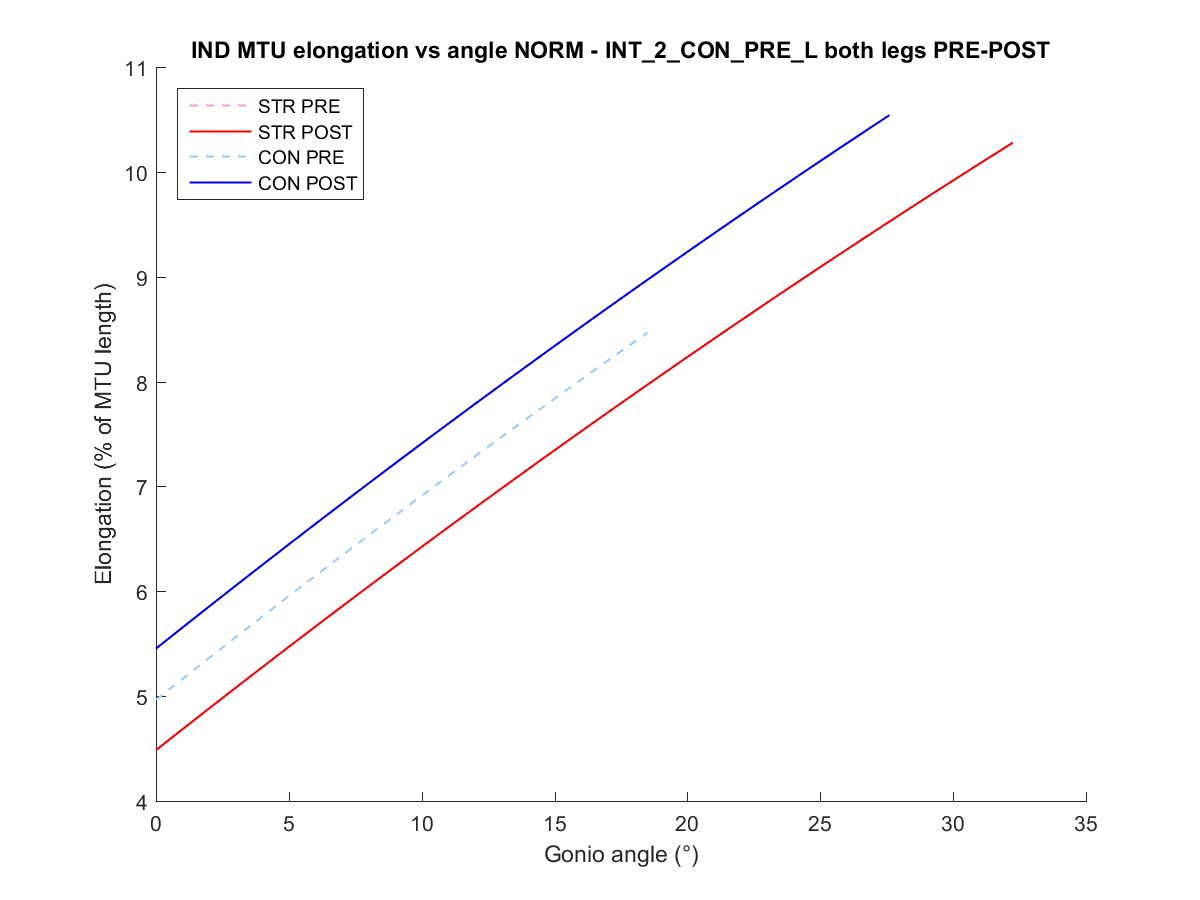 IND MTU elongation vs angle NORM - INT_2_CON_PRE_L both legs PRE-POST
11
10
9
8
7
6
5
4
Elongation (% of MTU length)
STR PRE
STR POST
CON PRE
CON POST
0 5 10 15 20 25 30 35
Gonio angle (°)